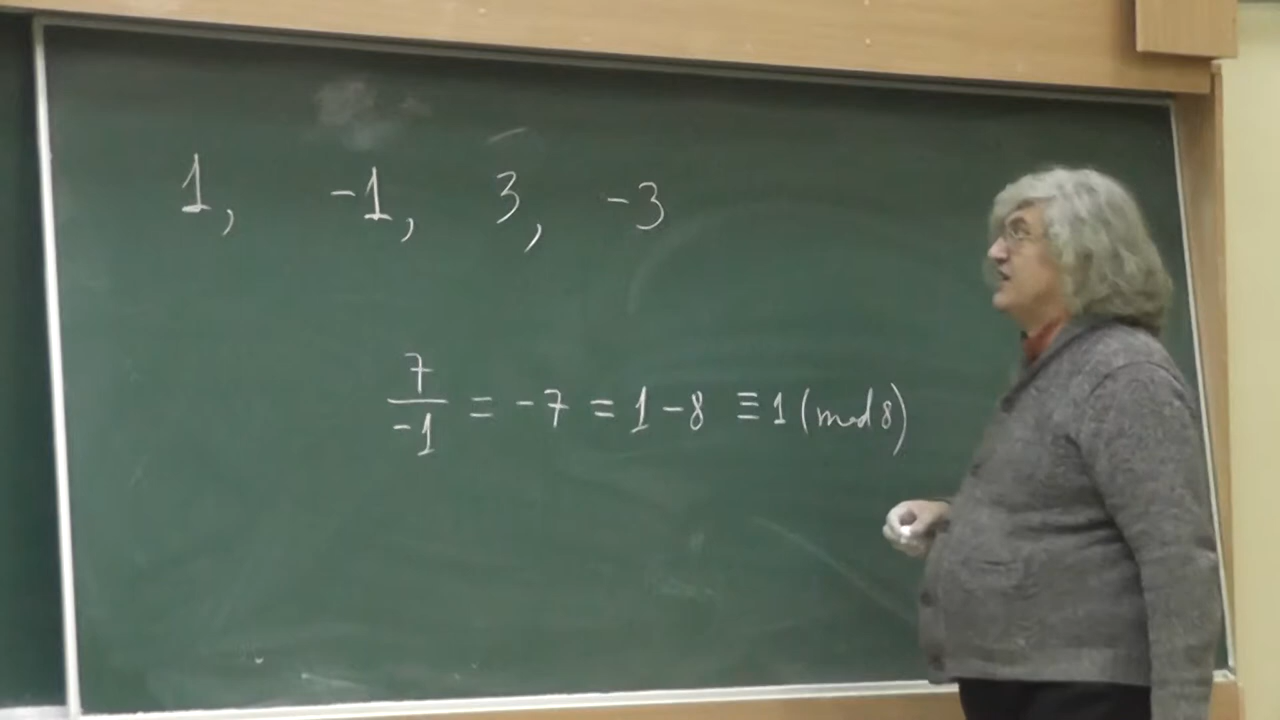 1, -1, 3, -3
7/-1 = -7 = 1-8 ≡ 1 (mod 8)